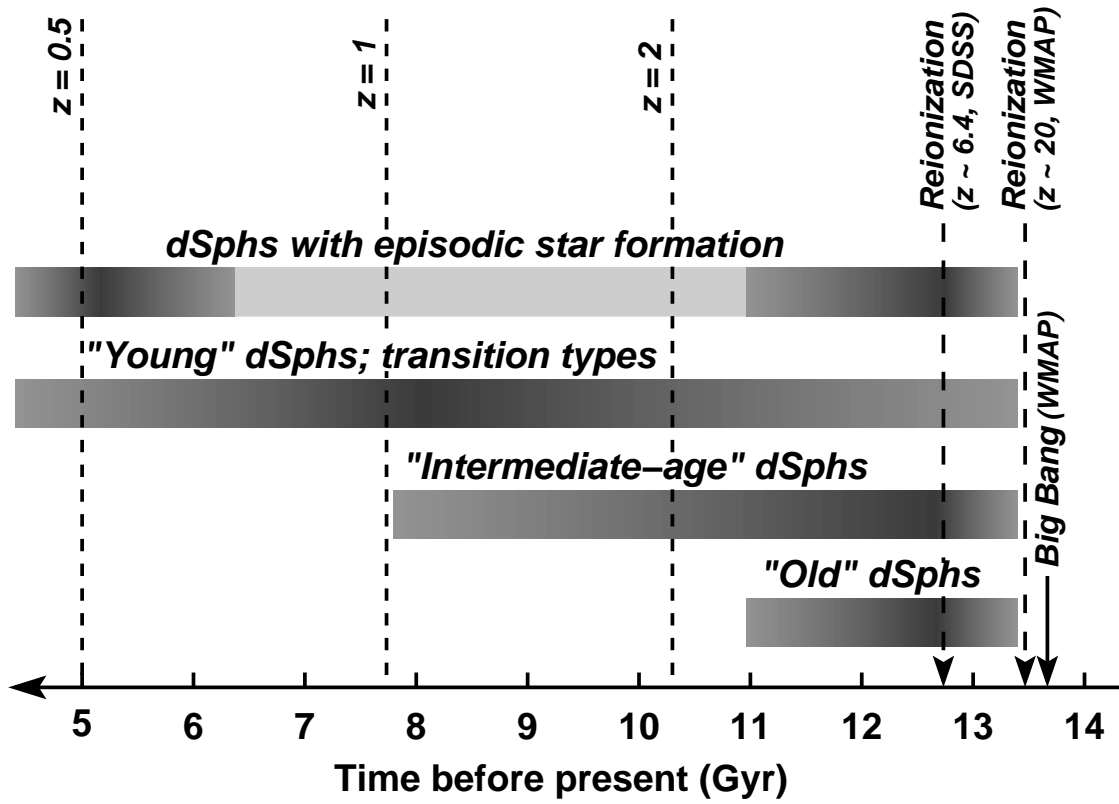 z = 0.5
z = 1
z = 2
Reionization
(z ~ 6.4, SDSS)
Reionization
(z ~ 20, WMAP)
dSphs with episodic star formation
"Young" dSphs; transition types
"Intermediate–age" dSphs
"Old" dSphs
Big Bang (WMAP)
5 6 7 8 9 10 11 12 13 14
Time before present (Gyr)